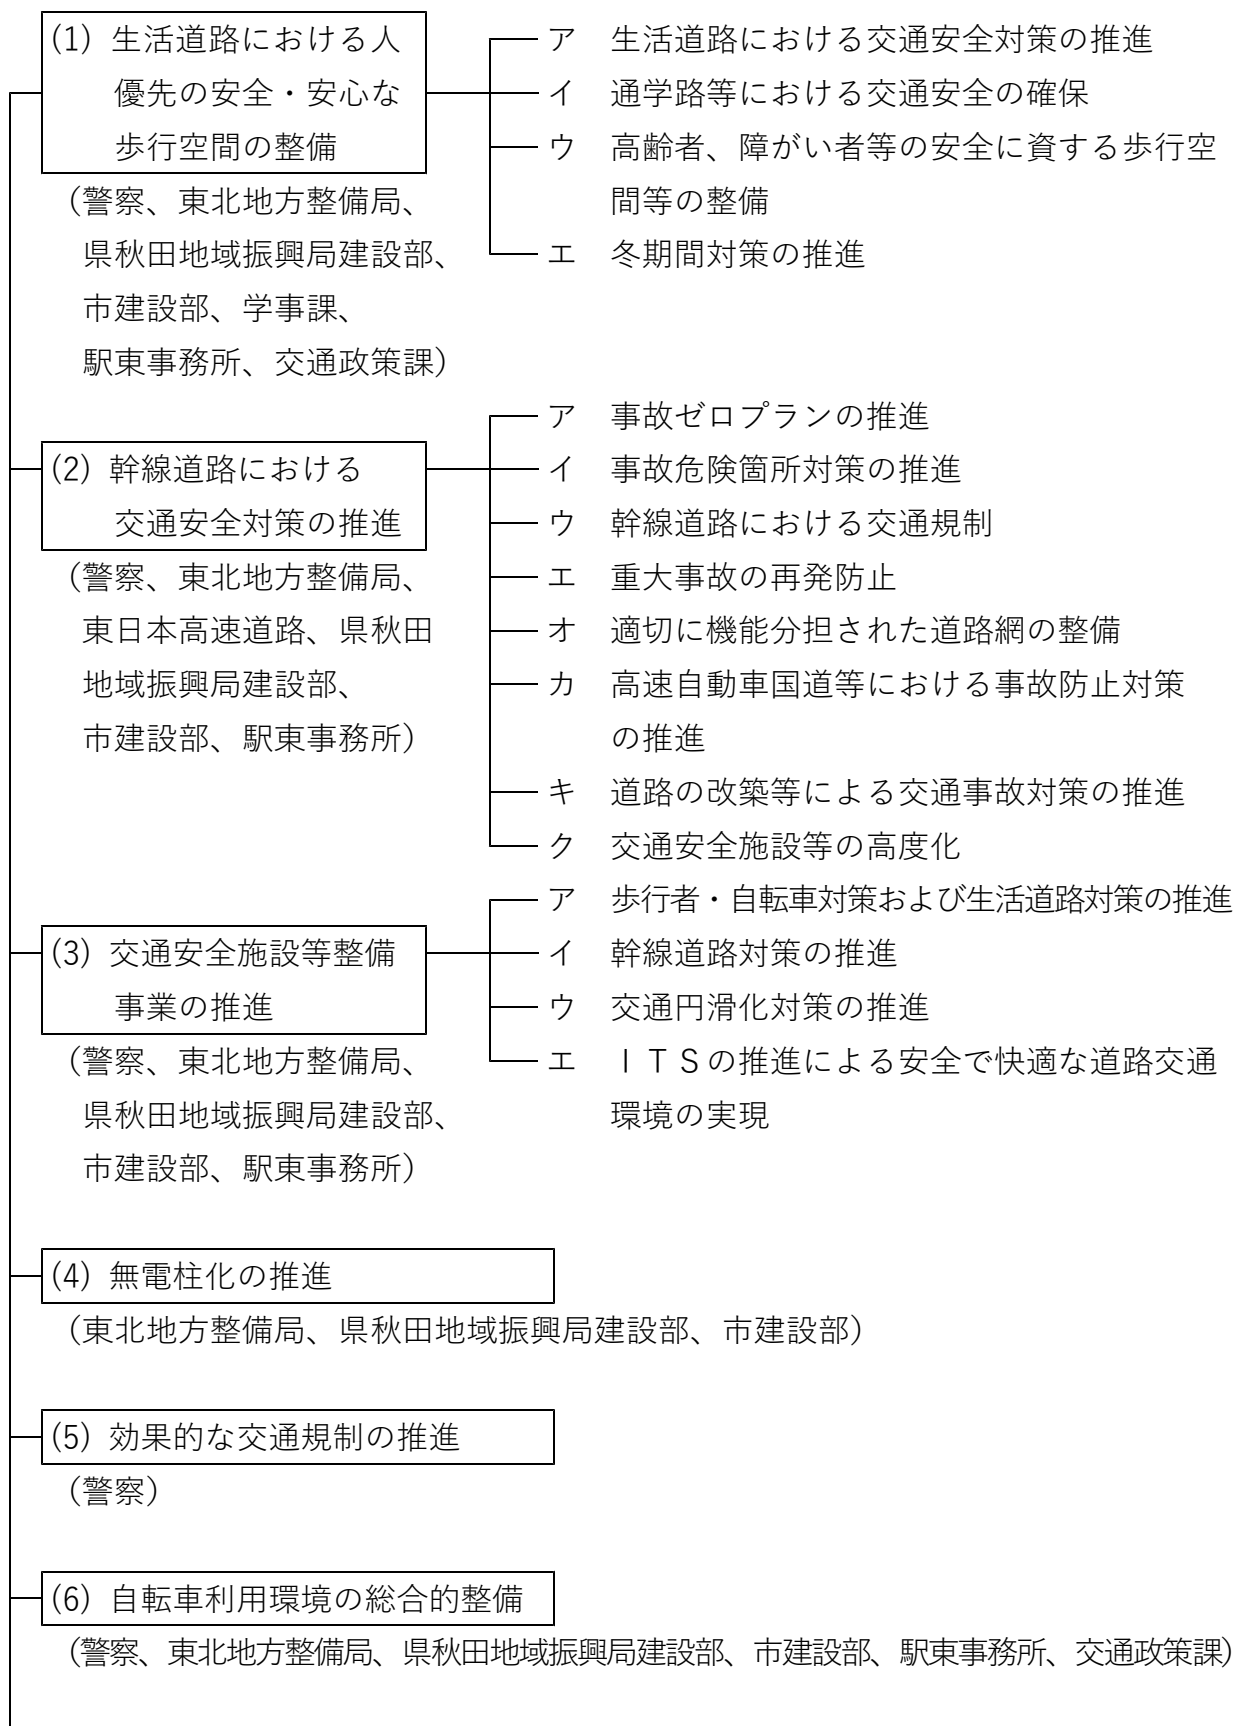 (1) 生活道路における人
優先の安全・安心な
歩行空間の整備
(警察、東北地方整備局、
県秋田地域振興局建設部、
市建設部、学事課、
駅東事務所、交通政策課)
ア 生活道路における交通安全対策の推進
イ 通学路等における交通安全の確保
ウ 高齢者、障がい者等の安全に資する歩行空
間等の整備
エ 冬期間対策の推進
(2) 幹線道路における
交通安全対策の推進
(警察、東北地方整備局、
東日本高速道路、県秋田
地域振興局建設部、
市建設部、駅東事務所)
ア 事故ゼロプランの推進
イ 事故危険箇所対策の推進
ウ 幹線道路における交通規制
エ 重大事故の再発防止
オ 適切に機能分担された道路網の整備
カ 高速自動車国道等における事故防止対策
の推進
キ 道路の改築等による交通事故対策の推進
ク 交通安全施設等の高度化
(3) 交通安全施設等整備
事業の推進
(警察、東北地方整備局、
県秋田地域振興局建設部、
市建設部、駅東事務所)
ア 歩行者・自転車対策および生活道路対策の推進
イ 幹線道路対策の推進
ウ 交通円滑化対策の推進
エ ITSの推進による安全で快適な道路交通
環境の実現
(4) 無電柱化の推進
(東北地方整備局、県秋田地域振興局建設部、市建設部)
(5) 効果的な交通規制の推進
(警察)
(6) 自転車利用環境の総合的整備
(警察、東北地方整備局、県秋田地域振興局建設部、市建設部、駅東事務所、交通政策課)